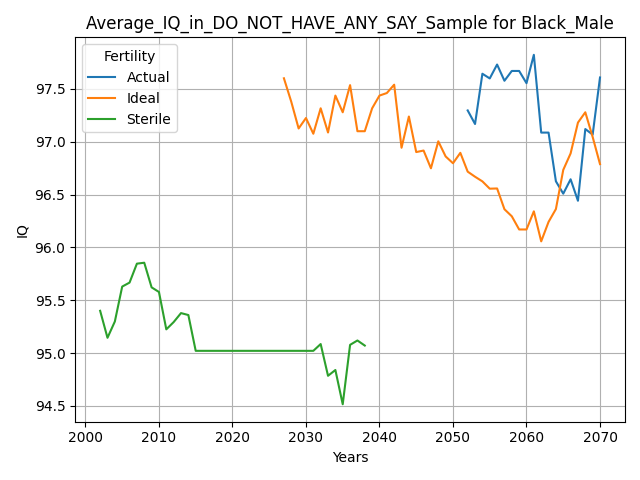 Average_IQ_in_DO_NOT_HAVE_ANY_SAY_Sample for Black_Male
Fertility
Actual
Ideal
Sterile
IQ
97.5
97.0
96.5
96.0
95.5
95.0
94.5
2000 2010 2020 2030 2040 2050 2060 2070
Years